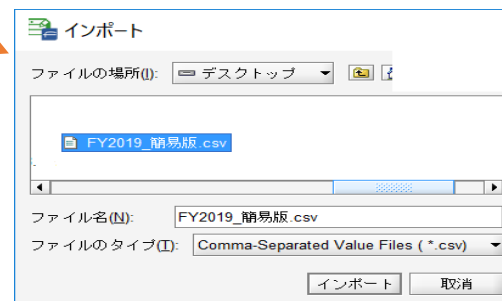 インポート
ファイルの場所(I): デスクトップ
FY2019_簡易版.csv
ファイル名(N): FY2019_簡易版.csv
ファイルのタイプ(T): Comma-Separated Value Files ( *.csv)
インポート 取消